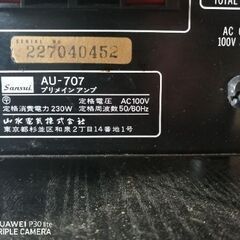 TOTAL
SERIAL NO.
227040452
AC
100V
Sansui
AU-707
プリメインアンプ
定格電圧 AC100V
定格消費電力 230W 定格周波数 50/60Hz
山水電気株式会社
東京都杉並区和泉2丁目14番1号
HUAWEI P30 lite
TRIPLE CAMERA